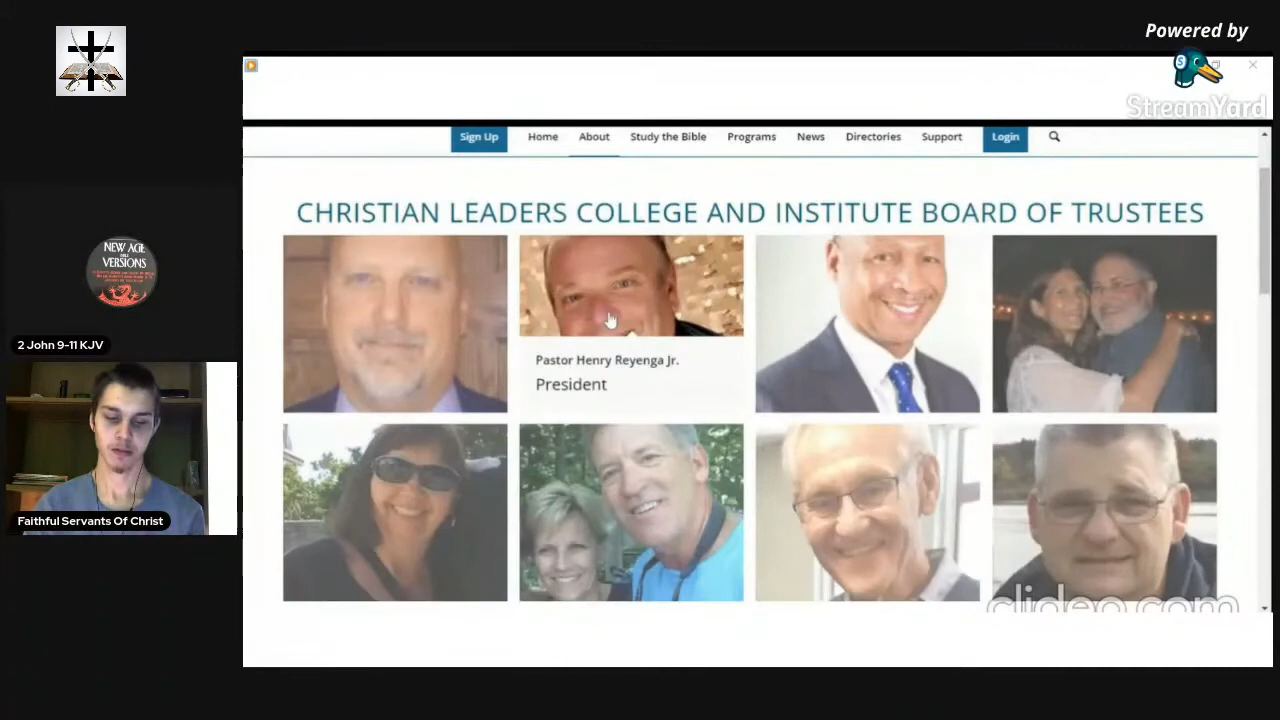 Powered by
StreamYard
Sign Up Home About Study the Bible Programs News Directories Support Login
CHRISTIAN LEADERS COLLEGE AND INSTITUTE BOARD OF TRUSTEES
NEW AGE
BIBLE
VERSIONS
2 John 9-11 KJV
Pastor Henry Reyenga Jr.
President
Faithful Servants Of Christ
clideo.com